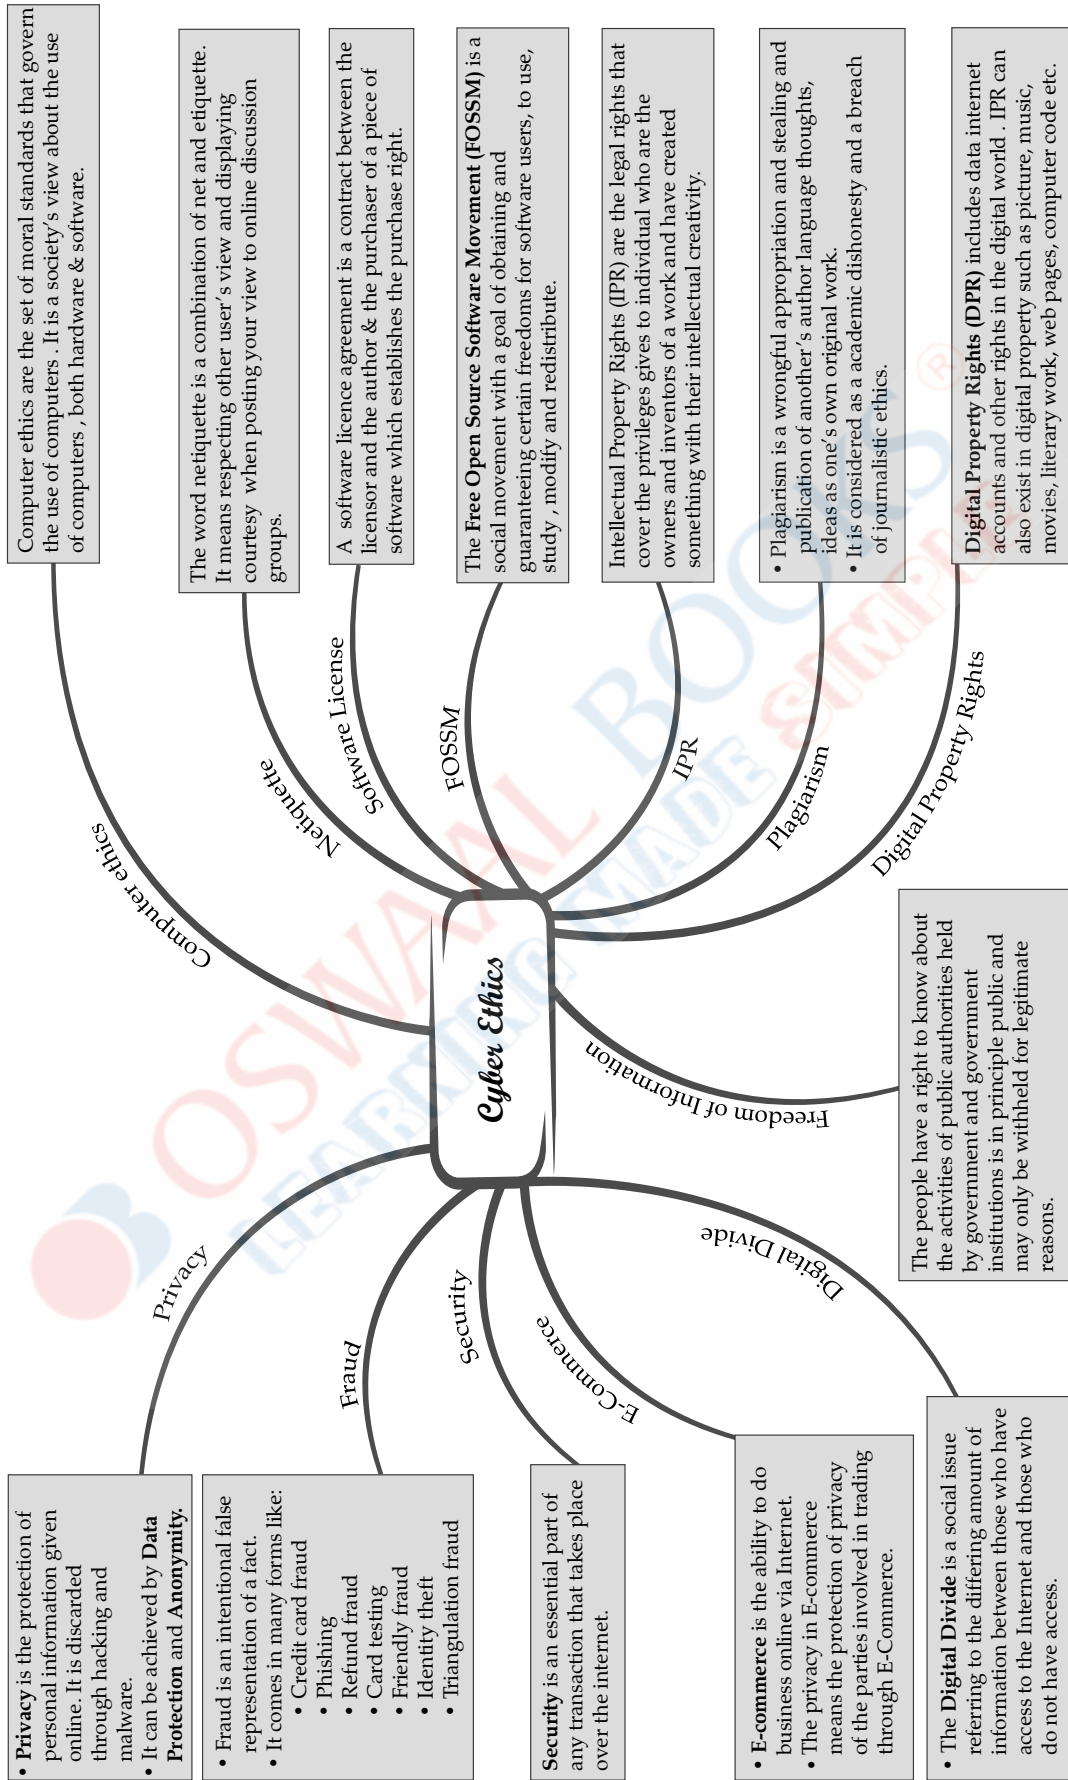 Cyber Ethics
Computer ethics
Computer ethics are the set of moral standards that govern
the use of computers . It is a society's view about the use
of computers , both hardware & software.
Netiquette
The word netiquette is a combination of net and etiquette.
It means respecting other user's view and displaying
courtesy when posting your view to online discussion
groups.
Software License
A software licence agreement is a contract between the
licensor and the author & the purchaser of a piece of
software which establishes the purchase right.
FOSSM
The Free Open Source Software Movement (FOSSM) is a
social movement with a goal of obtaining and
guaranteeing certain freedoms for software users, to use,
study , modify and redistribute.
IPR
Intellectual Property Rights (IPR) are the legal rights that
cover the privileges gives to individual who are the
owners and inventors of a work and have created
something with their intellectual creativity.
Plagiarism
• Plagiarism is a wrongful appropriation and stealing and
publication of another's author language thoughts,
ideas as one's own original work.
• It is considered as a academic dishonesty and a breach
of journalistic ethics.
Digital Property Rights
Digital Property Rights (DPR) includes data internet
accounts and other rights in the digital world . IPR can
also exist in digital property such as picture, music,
movies, literary work, web pages, computer code etc.
Freedom of Information
The people have a right to know about
the activities of public authorities held
by government and government
institutions is in principle public and
may only be withheld for legitimate
reasons.
Digital Divide
• The Digital Divide is a social issue
referring to the differing amount of
information between those who have
access to the Internet and those who
do not have access.
E-Commerce
• E-commerce is the ability to do
business online via Internet.
• The privacy in E-commerce
means the protection of privacy
of the parties involved in trading
through E-Commerce.
Security
Security is an essential part of
any transaction that takes place
over the internet.
Fraud
• Fraud is an intentional false
representation of a fact.
• It comes in many forms like:
• Credit card fraud
• Phishing
• Refund fraud
• Card testing
• Friendly fraud
• Identity theft
• Triangulation fraud
Privacy
• Privacy is the protection of
personal information given
online. It is discarded
through hacking and
malware.
• It can be achieved by Data
Protection and Anonymity.
OSWAAL BOOKS ®
LEARNING MADE SIMPLE